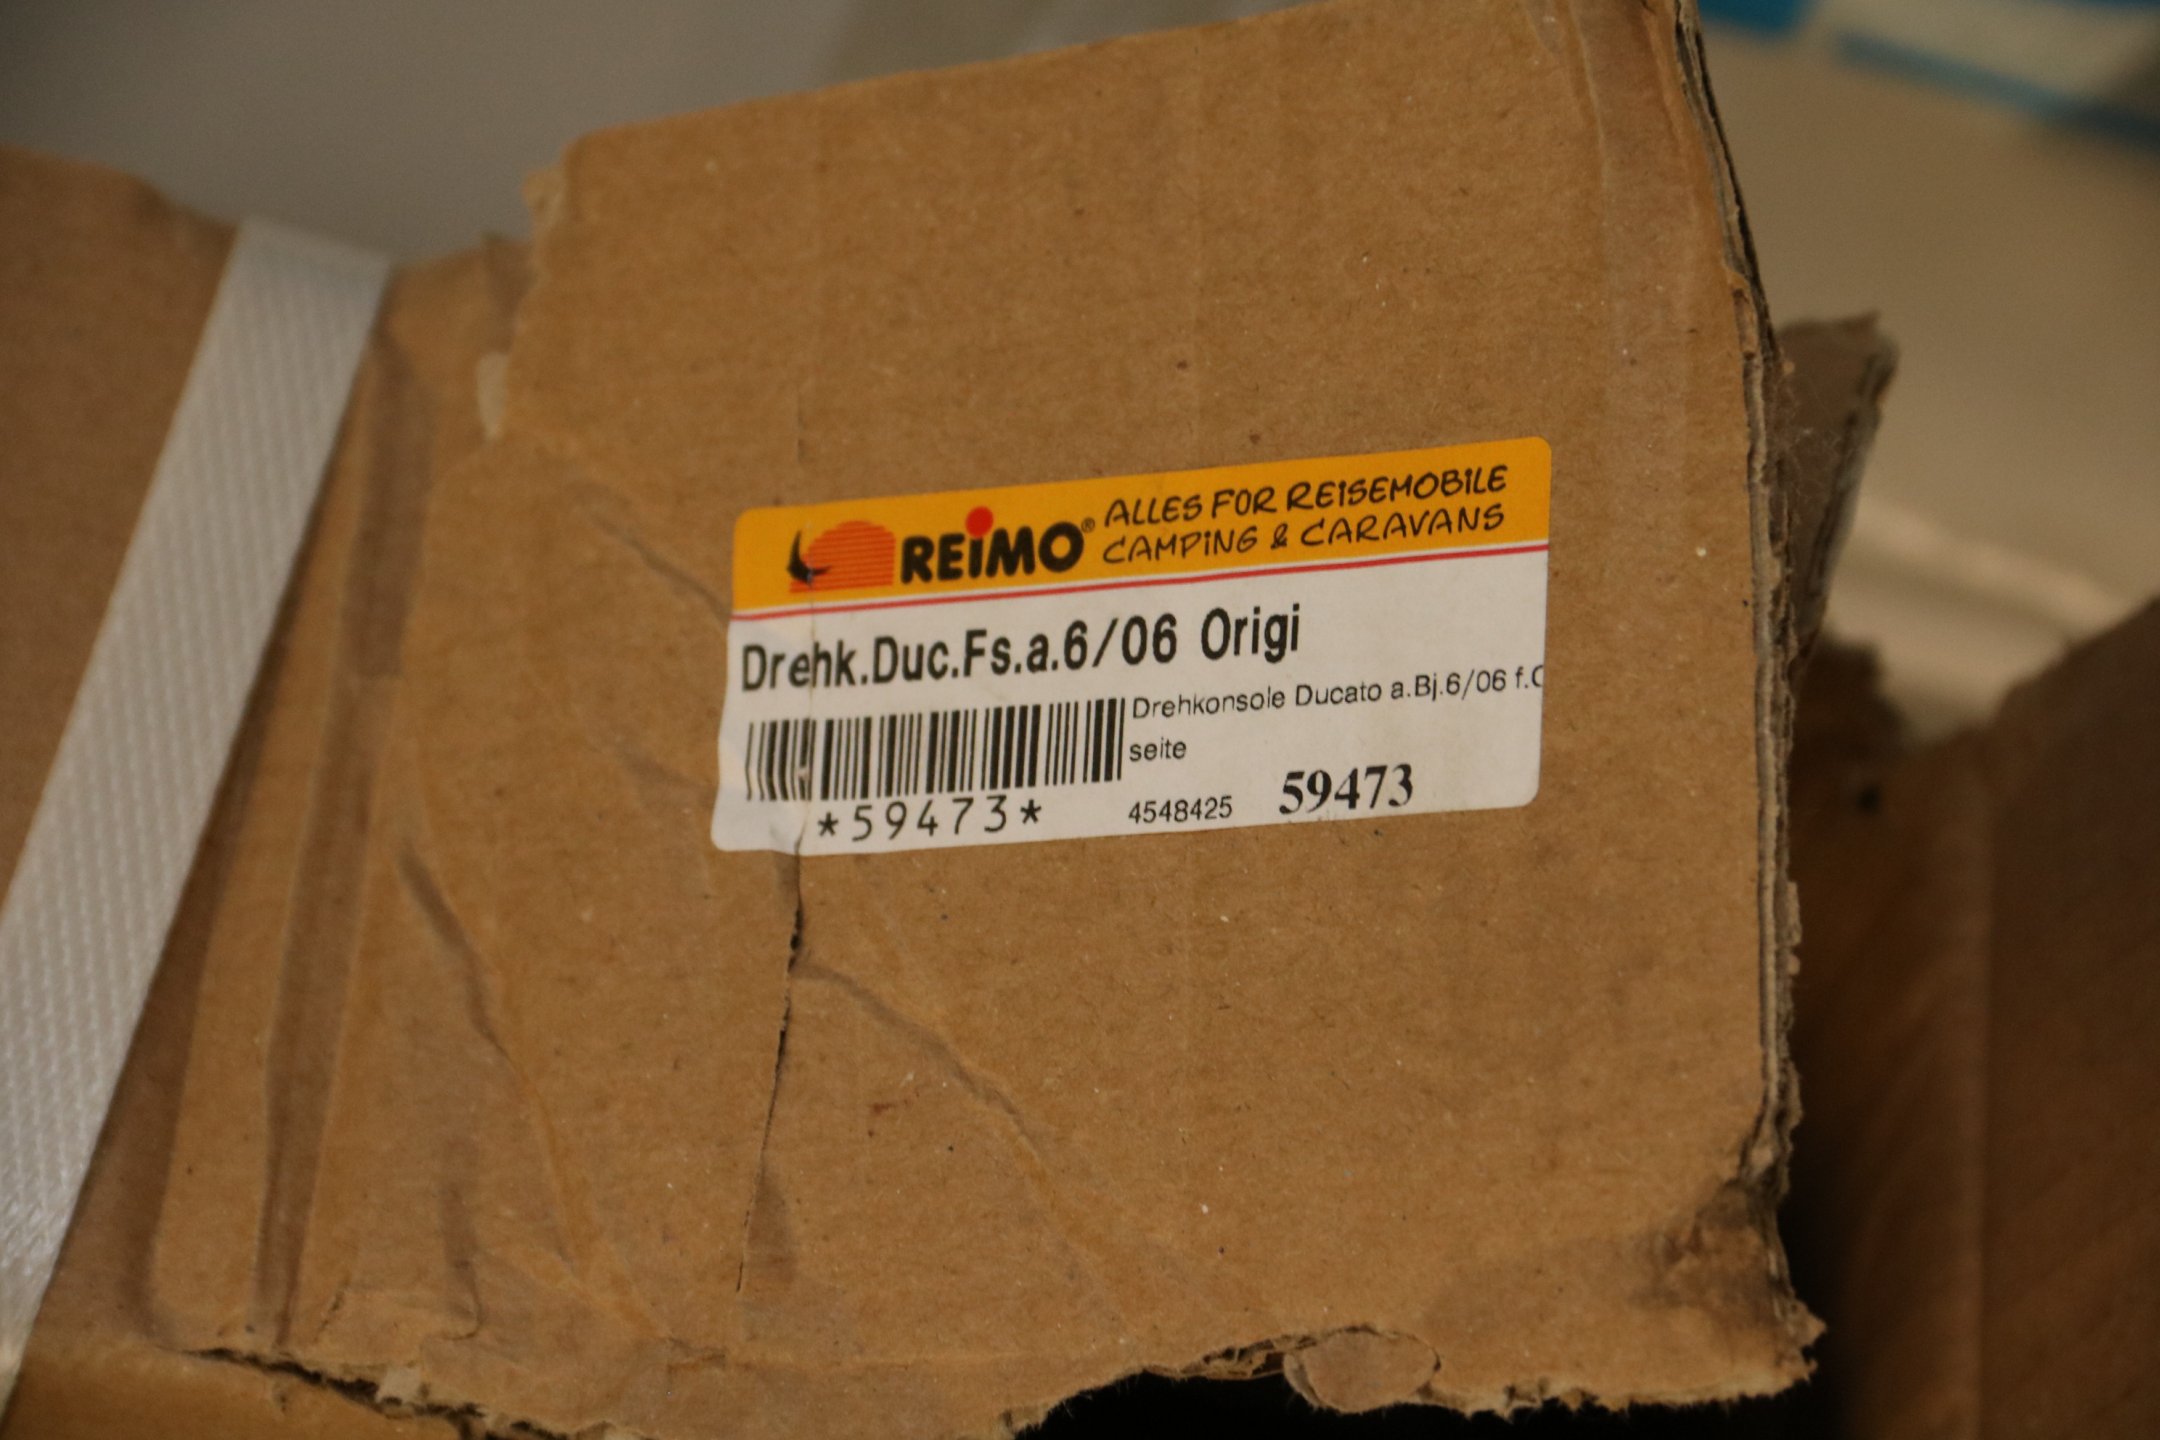 REiMO® ALLES FÜR REISEMOBILE
CAMPING & CARAVANS
Drehk.Duc.Fs.a.6/06 Origi
Drehkonsole Ducato a.Bj.6/06 f.
seite
*59473*
4548425 59473